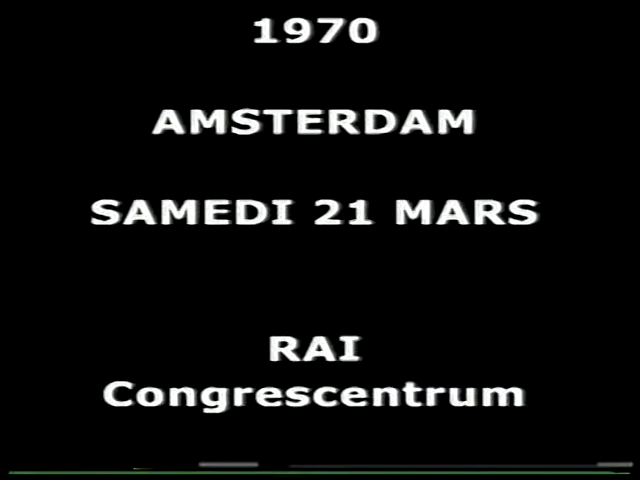 1970
AMSTERDAM
SAMEDI 21 MARS
RAI
Congrescentrum